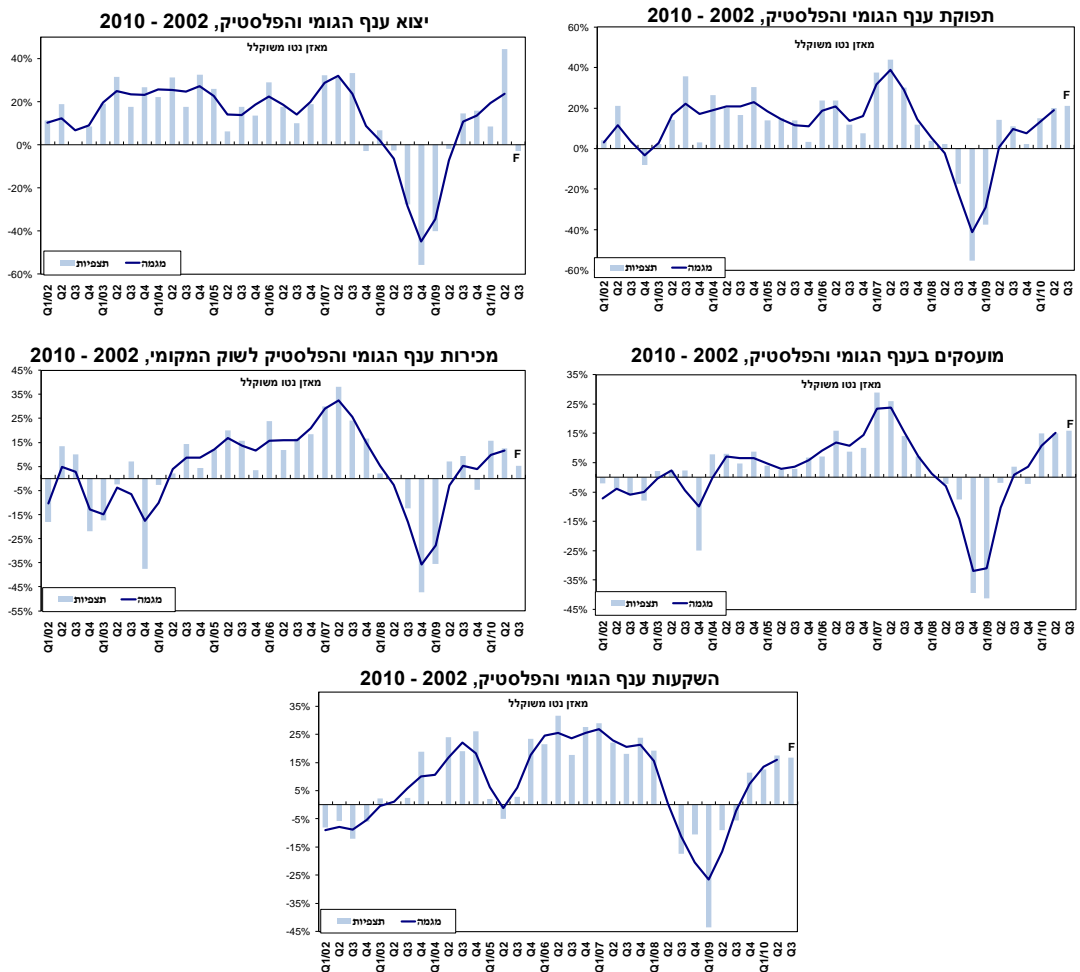 תפוקת ענף הגומי והפלסטיק, 2002 - 2010
מאזן נטו משוקלל
60%
40%
20%
0%
-20%
-40%
-60%
F
תצפיות מגמה
Q1/02 Q2 Q3 Q4 Q1/03 Q2 Q3 Q4 Q1/04 Q2 Q3 Q4 Q1/05 Q2 Q3 Q4 Q1/06 Q2 Q3 Q4 Q1/07 Q2 Q3 Q4 Q1/08 Q2 Q3 Q4 Q1/09 Q2 Q3 Q4 Q1/10 Q2 Q3
יצוא ענף הגומי והפלסטיק, 2002 - 2010
מאזן נטו משוקלל
40%
20%
0%
-20%
-40%
-60%
F
תצפיות מגמה
Q1/02 Q2 Q3 Q4 Q1/03 Q2 Q3 Q4 Q1/04 Q2 Q3 Q4 Q1/05 Q2 Q3 Q4 Q1/06 Q2 Q3 Q4 Q1/07 Q2 Q3 Q4 Q1/08 Q2 Q3 Q4 Q1/09 Q2 Q3 Q4 Q1/10 Q2 Q3
מועסקים בענף הגומי והפלסטיק, 2002 - 2010
מאזן נטו משוקלל
35%
25%
15%
5%
-5%
-15%
-25%
-35%
-45%
F
תצפיות מגמה
Q1/02 Q2 Q3 Q4 Q1/03 Q2 Q3 Q4 Q1/04 Q2 Q3 Q4 Q1/05 Q2 Q3 Q4 Q1/06 Q2 Q3 Q4 Q1/07 Q2 Q3 Q4 Q1/08 Q2 Q3 Q4 Q1/09 Q2 Q3 Q4 Q1/10 Q2 Q3
מכירות ענף הגומי והפלסטיק לשוק המקומי, 2002 - 2010
מאזן נטו משוקלל
45%
35%
25%
15%
5%
-5%
-15%
-25%
-35%
-45%
-55%
F
תצפיות מגמה
Q1/02 Q2 Q3 Q4 Q1/03 Q2 Q3 Q4 Q1/04 Q2 Q3 Q4 Q1/05 Q2 Q3 Q4 Q1/06 Q2 Q3 Q4 Q1/07 Q2 Q3 Q4 Q1/08 Q2 Q3 Q4 Q1/09 Q2 Q3 Q4 Q1/10 Q2 Q3
השקעות ענף הגומי והפלסטיק, 2002 - 2010
מאזן נטו משוקלל
35%
25%
15%
5%
-5%
-15%
-25%
-35%
-45%
F
תצפיות מגמה
Q1/02 Q2 Q3 Q4 Q1/03 Q2 Q3 Q4 Q1/04 Q2 Q3 Q4 Q1/05 Q2 Q3 Q4 Q1/06 Q2 Q3 Q4 Q1/07 Q2 Q3 Q4 Q1/08 Q2 Q3 Q4 Q1/09 Q2 Q3 Q4 Q1/10 Q2 Q3